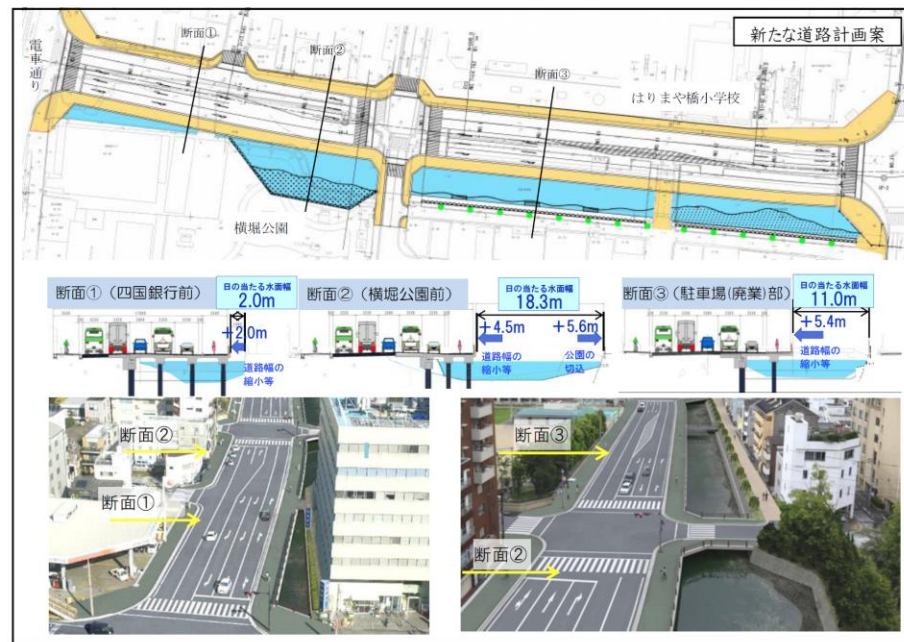 新たな道路計画案
電車通り
断面①
断面②
断面③
はりまや橋小学校
横堀公園
断面①（四国銀行前）
日の当たる水面幅
2.0m
＋2.0m
道路幅の
縮小等
断面②（横堀公園前）
日の当たる水面幅
18.3m
＋4.5m
道路幅の
縮小等
＋5.6m
公園の
切込
断面③（駐車場(廃業)部）
日の当たる水面幅
11.0m
＋5.4m
道路幅の
縮小等
断面②
断面①
断面③
断面②